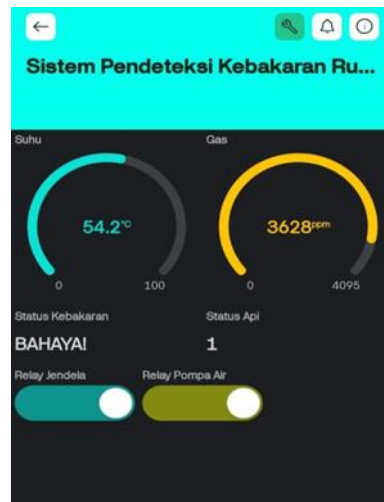 Sistem Pendeteksi Kebakaran Ru...
Suhu Gas
54.2°C 3628ppm
0 100 0 4095
Status Kebakaran Status Api
BAHAYA! 1
Relay Jendela Relay Pompa Air